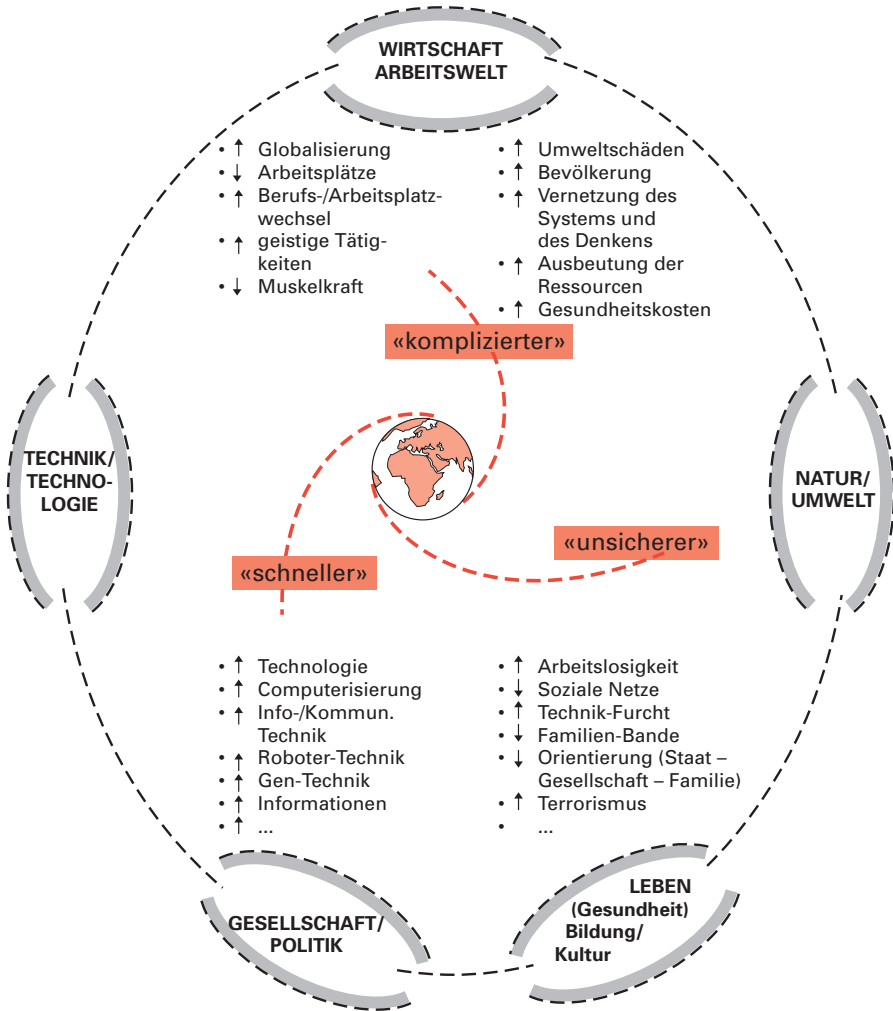 WIRTSCHAFT
ARBEITSWELT
• ↑ Globalisierung
• ↓ Arbeitsplätze
• ↑ Berufs-/Arbeitsplatz-
wechsel
• ↑ geistige Tätig-
keiten
• ↓ Muskelkraft
• ↑ Umweltschäden
• ↑ Bevölkerung
• ↑ Vernetzung des
Systems und
des Denkens
• ↑ Ausbeutung der
Ressourcen
• ↑ Gesundheitskosten
«komplizierter»
TECHNIK/
TECHNO-
LOGIE
NATUR/
UMWELT
«unsicherer»
«schneller»
• ↑ Technologie
• ↑ Computerisierung
• ↑ Info-/Kommun.
Technik
• ↑ Roboter-Technik
• ↑ Gen-Technik
• ↑ Informationen
• ↑ ...
• ↑ Arbeitslosigkeit
• ↓ Soziale Netze
• ↑ Technik-Furcht
• ↓ Familien-Bande
• ↓ Orientierung (Staat –
Gesellschaft – Familie)
• ↑ Terrorismus
• ...
GESELLSCHAFT/
POLITIK
LEBEN
(Gesundheit)
Bildung/
Kultur